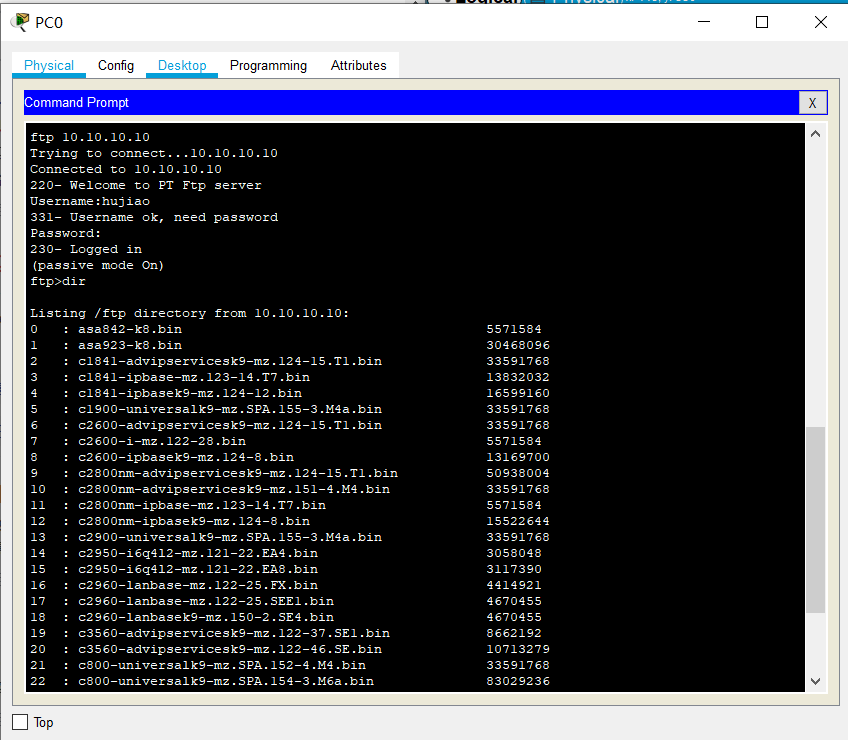 PC0
Physical Config Desktop Programming Attributes
Command Prompt X
ftp 10.10.10.10
Trying to connect...10.10.10.10
Connected to 10.10.10.10
220- Welcome to PT Ftp server
Username:hujiao
331- Username ok, need password
Password:
230- Logged in
(passive mode On)
ftp>dir
Listing /ftp directory from 10.10.10.10:
0 : asa842-k8.bin 5571584
1 : asa923-k8.bin 30468096
2 : c1841-advipservicesk9-mz.124-15.T1.bin 33591768
3 : c1841-ipbase-mz.123-14.T7.bin 13832032
4 : c1841-ipbasek9-mz.124-12.bin 16599160
5 : c1900-universalk9-mz.SPA.155-3.M4a.bin 33591768
6 : c2600-advipservicesk9-mz.124-15.T1.bin 33591768
7 : c2600-i-mz.122-28.bin 5571584
8 : c2600-ipbasek9-mz.124-8.bin 13169700
9 : c2800nm-advipservicesk9-mz.124-15.T1.bin 50938004
10 : c2800nm-advipservicesk9-mz.151-4.M4.bin 33591768
11 : c2800nm-ipbase-mz.123-14.T7.bin 5571584
12 : c2800nm-ipbasek9-mz.124-8.bin 15522644
13 : c2900-universalk9-mz.SPA.155-3.M4a.bin 33591768
14 : c2950-i6q4l2-mz.121-22.EA4.bin 3058048
15 : c2950-i6q4l2-mz.121-22.EA8.bin 3117390
16 : c2960-lanbase-mz.122-25.FX.bin 4414921
17 : c2960-lanbase-mz.122-25.SEE1.bin 4670455
18 : c2960-lanbasek9-mz.150-2.SE4.bin 4670455
19 : c3560-advipservicesk9-mz.122-37.SE1.bin 8662192
20 : c3560-advipservicesk9-mz.122-46.SE.bin 10713279
21 : c800-universalk9-mz.SPA.152-4.M4.bin 33591768
22 : c800-universalk9-mz.SPA.154-3.M6a.bin 83029236
Top